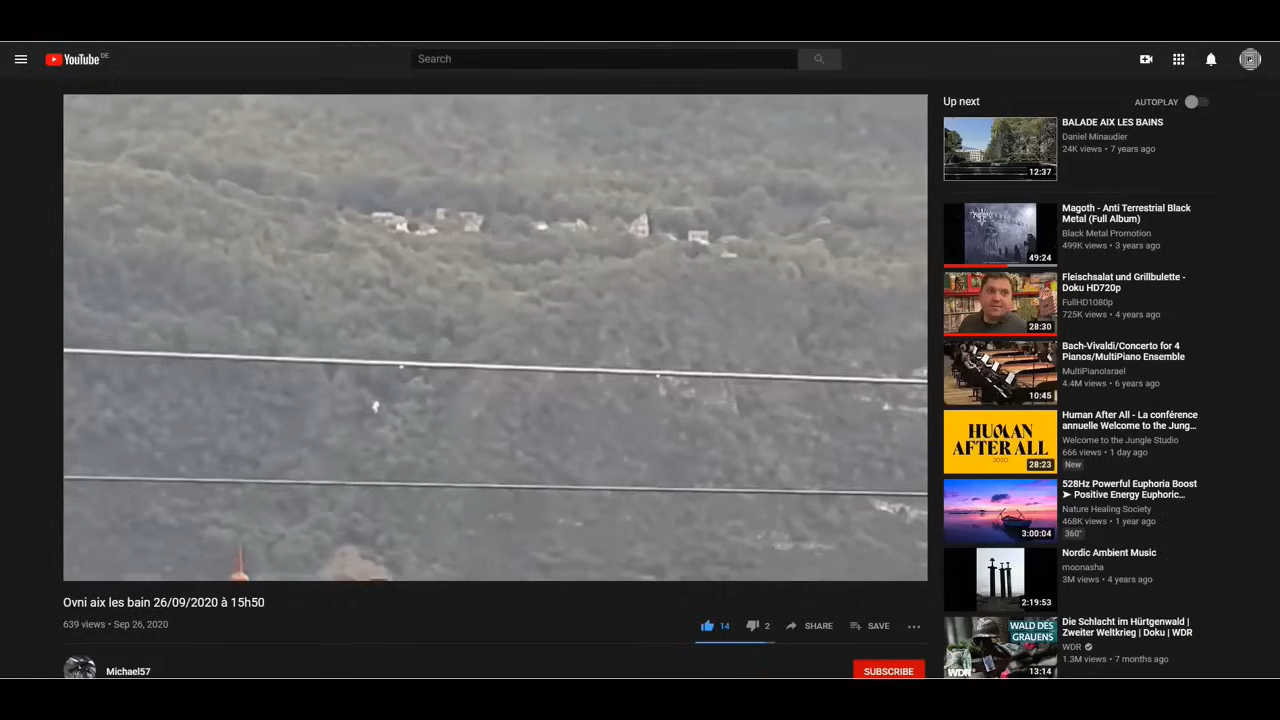 YouTube DE
Search
Up next
AUTOPLAY
BALADE AIX LES BAINS
Daniel Minaudier
24K views • 7 years ago
12:37
Magoth - Anti Terrestrial Black
Metal (Full Album)
Black Metal Promotion
499K views • 3 years ago
49:24
Fleischsalat und Grillbulette -
Doku HD720p
FullHD1080p
725K views • 4 years ago
28:30
Bach-Vivaldi/Concerto for 4
Pianos/MultiPiano Ensemble
MultiPianoIsrael
4.4M views • 6 years ago
10:45
Human After All - La conférence
annuelle Welcome to the Jung...
Welcome to the Jungle Studio
666 views • 1 day ago
New
HUMAN
AFTER ALL
2020
28:23
528Hz Powerful Euphoria Boost
➤ Positive Energy Euphoric...
Nature Healing Society
468K views • 1 year ago
360°
3:00:04
Nordic Ambient Music
moonasha
3M views • 4 years ago
2:19:53
Die Schlacht im Hürtgenwald |
Zweiter Weltkrieg | Doku | WDR
WDR
1.3M views • 7 months ago
WALD DES
GRAUENS
WDR
13:14
Ovni aix les bain 26/09/2020 à 15h50
639 views • Sep 26, 2020
14
2
SHARE
SAVE
Michael57
SUBSCRIBE